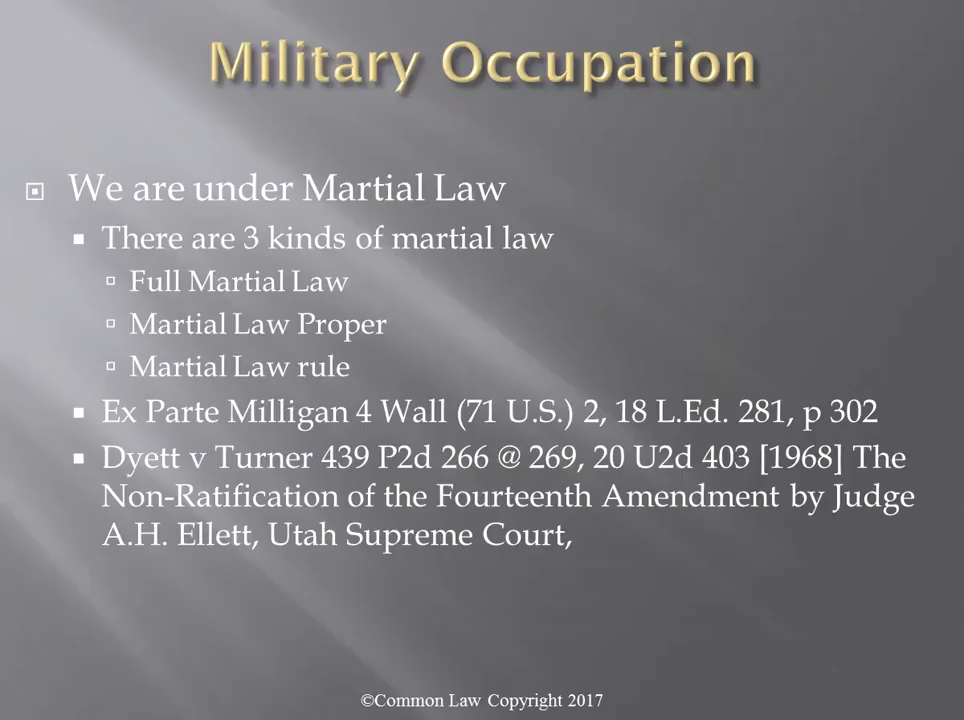 Military Occupation
We are under Martial Law
There are 3 kinds of martial law
Full Martial Law
Martial Law Proper
Martial Law rule
Ex Parte Milligan 4 Wall (71 U.S.) 2, 18 L.Ed. 281, p 302
Dyett v Turner 439 P2d 266 @ 269, 20 U2d 403 [1968] The
Non-Ratification of the Fourteenth Amendment by Judge
A.H. Ellett, Utah Supreme Court,
©Common Law Copyright 2017